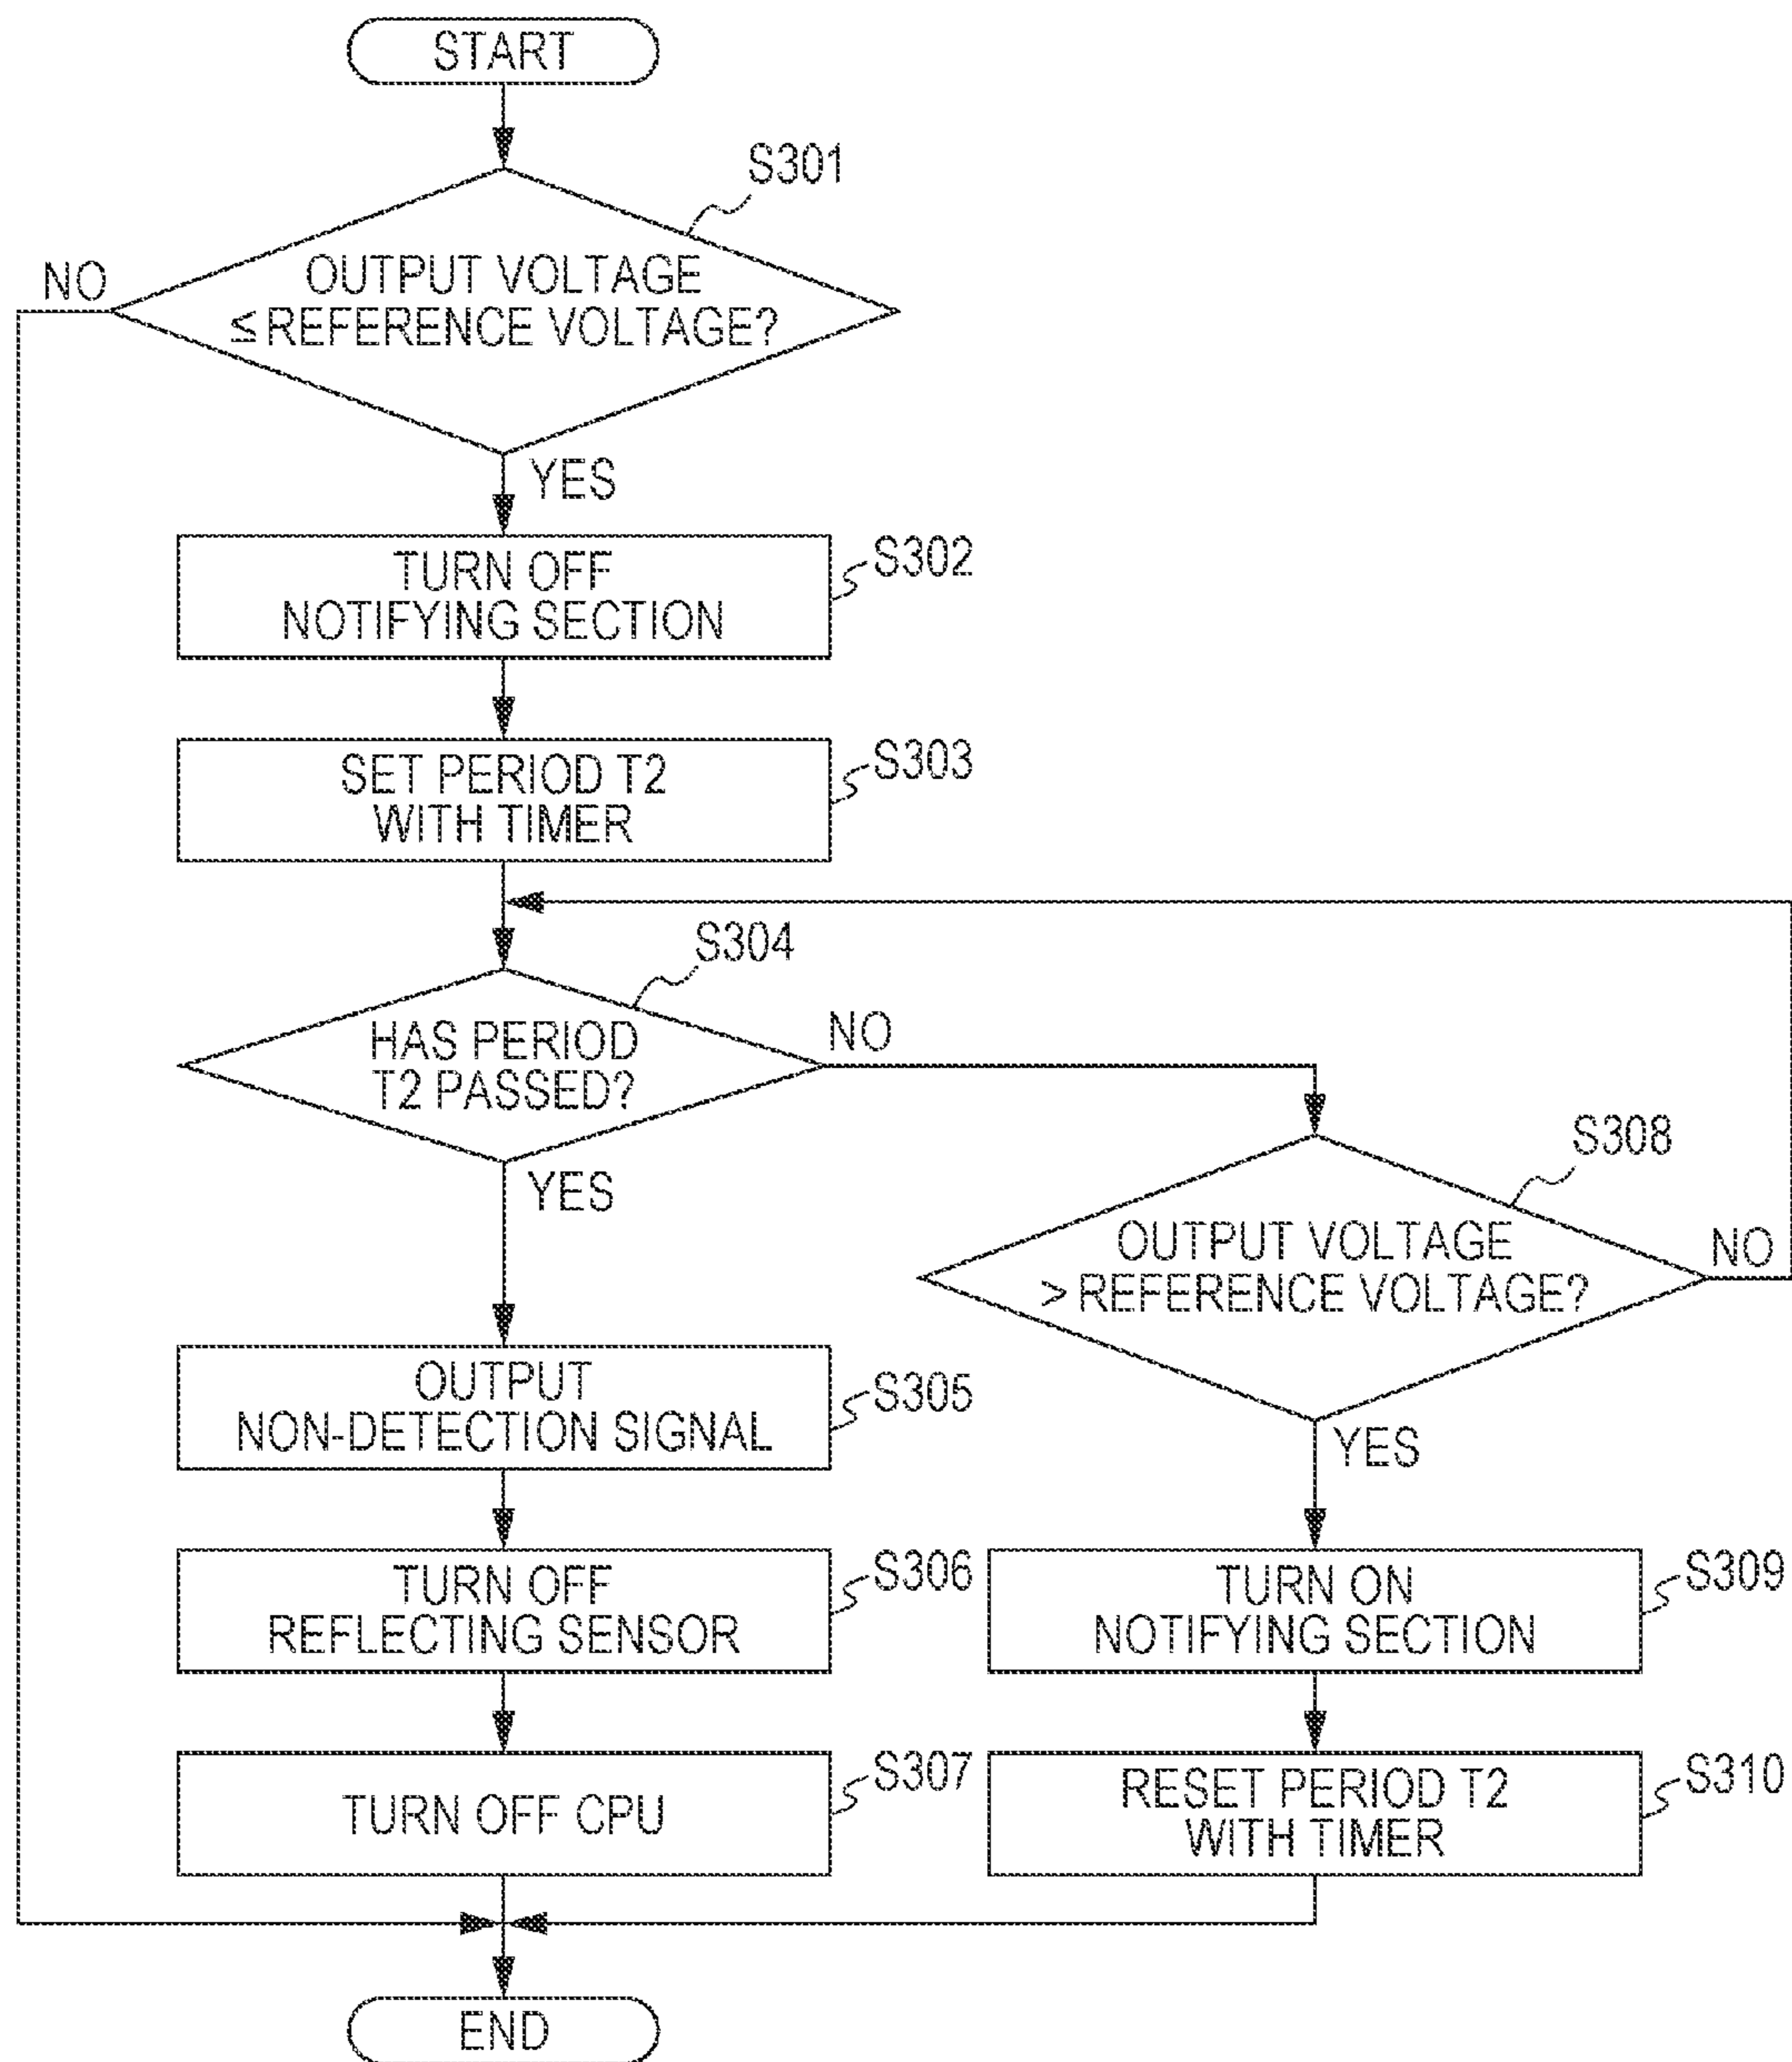 START
S301
NO
OUTPUT VOLTAGE
≤ REFERENCE VOLTAGE?
YES
TURN OFF
NOTIFYING SECTION
S302
SET PERIOD T2
WITH TIMER
S303
S304
HAS PERIOD
T2 PASSED?
NO
YES
S308
OUTPUT VOLTAGE
> REFERENCE VOLTAGE?
NO
YES
OUTPUT
NON-DETECTION SIGNAL
S305
TURN OFF
REFLECTING SENSOR
S306
TURN ON
NOTIFYING SECTION
S309
TURN OFF CPU
S307
RESET PERIOD T2
WITH TIMER
S310
END